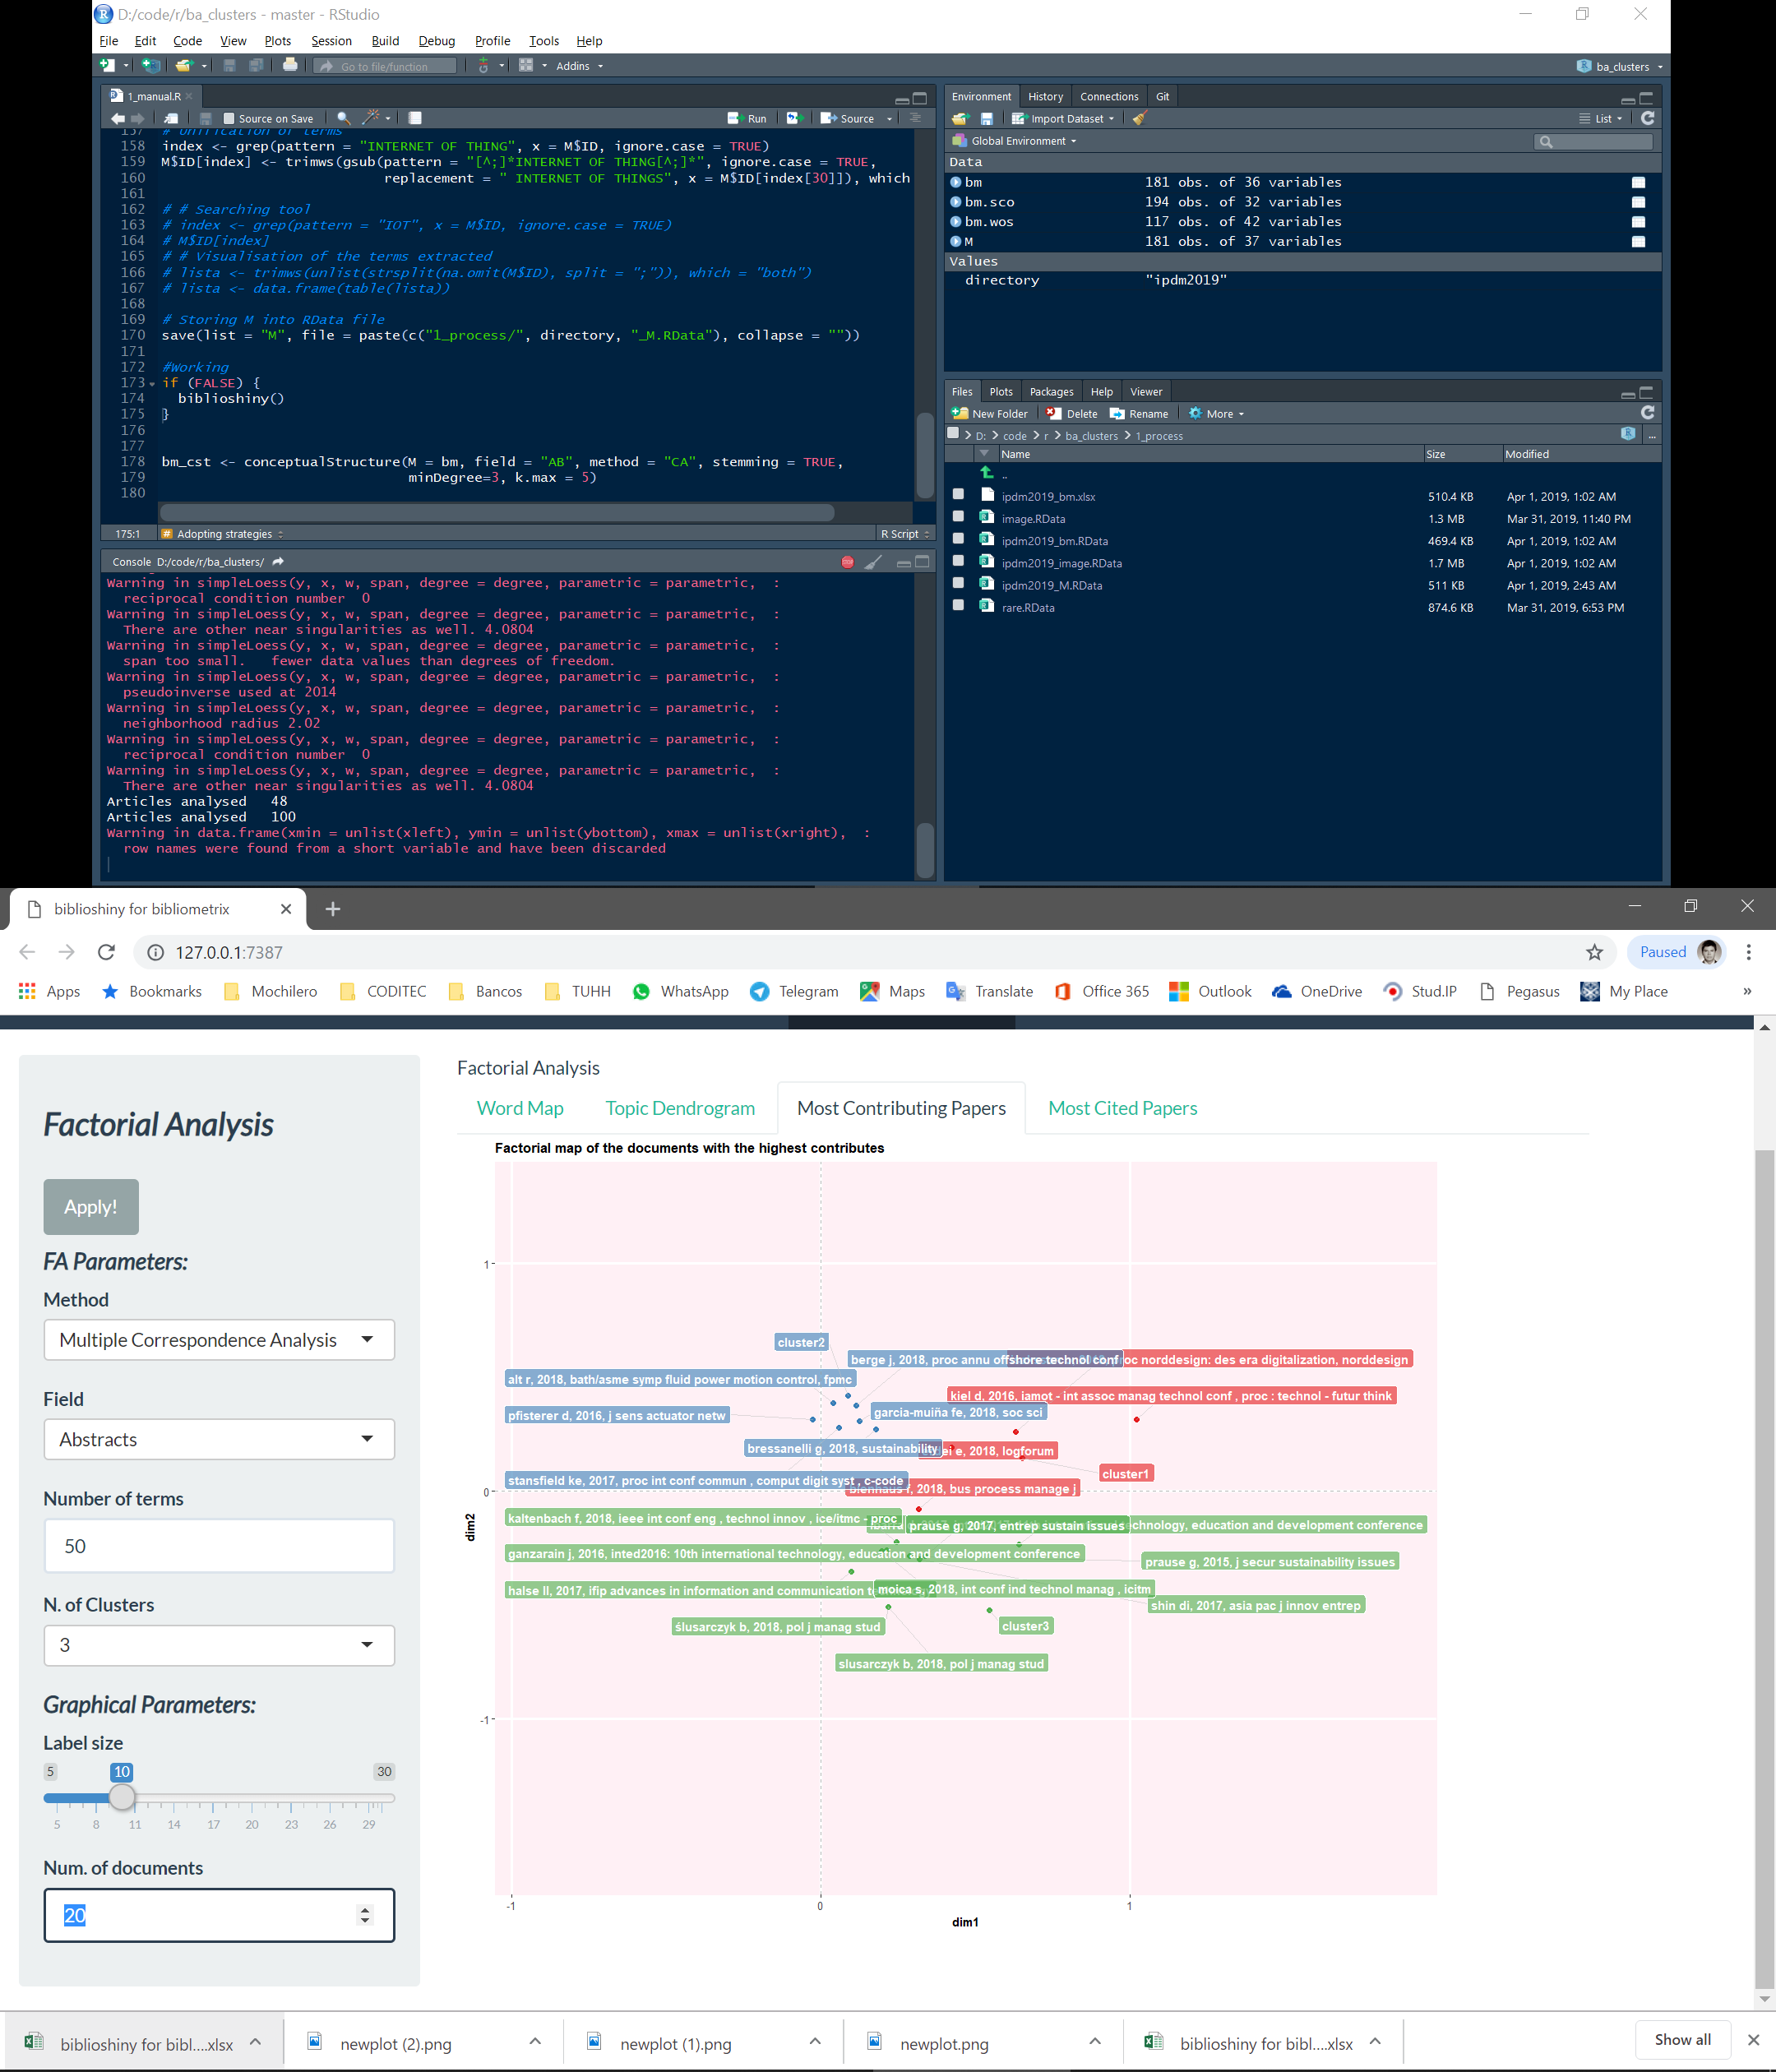 D:/code/r/ba_clusters - master - RStudio
File Edit Code View Plots Session Build Debug Profile Tools Help
Go to file/function Addins ba_clusters
1_manual.R
Source on Save Run Source
157 # Unification of terms
158 index <- grep(pattern = "INTERNET OF THING", x = M$ID, ignore.case = TRUE)
159 M$ID[index] <- trimws(gsub(pattern = "[^;]*INTERNET OF THING[^;]*", ignore.case = TRUE,
160 replacement = " INTERNET OF THINGS", x = M$ID[index[30]]), which
161
162 # # Searching tool
163 # index <- grep(pattern = "IOT", x = M$ID, ignore.case = TRUE)
164 # M$ID[index]
165 # # Visualisation of the terms extracted
166 # lista <- trimws(unlist(strsplit(na.omit(M$ID), split = ";")), which = "both")
167 # lista <- data.frame(table(lista))
168
169 # Storing M into RData file
170 save(list = "M", file = paste(c("1_process/", directory, "_M.RData"), collapse = ""))
171
172 #Working
173 if (FALSE) {
174 biblioshiny()
175 }
176
177
178 bm_cst <- conceptualStructure(M = bm, field = "AB", method = "CA", stemming = TRUE,
179 minDegree=3, k.max = 5)
180
175:1 # Adopting strategies R Script
Console D:/code/r/ba_clusters/
Warning in simpleLoess(y, x, w, span, degree = degree, parametric = parametric, :
reciprocal condition number 0
Warning in simpleLoess(y, x, w, span, degree = degree, parametric = parametric, :
There are other near singularities as well. 4.0804
Warning in simpleLoess(y, x, w, span, degree = degree, parametric = parametric, :
span too small. fewer data values than degrees of freedom.
Warning in simpleLoess(y, x, w, span, degree = degree, parametric = parametric, :
pseudoinverse used at 2014
Warning in simpleLoess(y, x, w, span, degree = degree, parametric = parametric, :
neighborhood radius 2.02
Warning in simpleLoess(y, x, w, span, degree = degree, parametric = parametric, :
reciprocal condition number 0
Warning in simpleLoess(y, x, w, span, degree = degree, parametric = parametric, :
There are other near singularities as well. 4.0804
Articles analysed 48
Articles analysed 100
Warning in data.frame(xmin = unlist(xleft), ymin = unlist(ybottom), xmax = unlist(xright), :
row names were found from a short variable and have been discarded
Environment History Connections Git
Import Dataset List
Global Environment
Data
bm 181 obs. of 36 variables
bm.sco 194 obs. of 32 variables
bm.wos 117 obs. of 42 variables
M 181 obs. of 37 variables
Values
directory "ipdm2019"
Files Plots Packages Help Viewer
New Folder Delete Rename More
D: > code > r > ba_clusters > 1_process ...
Name Size Modified
..
ipdm2019_bm.xlsx 510.4 KB Apr 1, 2019, 1:02 AM
image.RData 1.3 MB Mar 31, 2019, 11:40 PM
ipdm2019_bm.RData 469.4 KB Apr 1, 2019, 1:02 AM
ipdm2019_image.RData 1.7 MB Apr 1, 2019, 1:02 AM
ipdm2019_M.RData 511 KB Apr 1, 2019, 2:43 AM
rare.RData 874.6 KB Mar 31, 2019, 6:53 PM
biblioshiny for bibliometrix
127.0.0.1:7387 Paused
Apps Bookmarks Mochilero CODITEC Bancos TUHH WhatsApp Telegram Maps Translate Office 365 Outlook OneDrive Stud.IP Pegasus My Place »
Factorial Analysis
Apply!
FA Parameters:
Method
Multiple Correspondence Analysis
Field
Abstracts
Number of terms
50
N. of Clusters
3
Graphical Parameters:
Label size
5 10 30
5 8 11 14 17 20 23 26 29
Num. of documents
20
Factorial Analysis
Word Map Topic Dendrogram Most Contributing Papers Most Cited Papers
Factorial map of the documents with the highest contributes
1
cluster2
berge j, 2018, proc annu offshore technol conf oc norddesign: des era digitalization, norddesign
alt r, 2018, bath/asme symp fluid power motion control, fpmc
kiel d, 2016, iamot - int assoc manag technol conf , proc : technol - futur think
pfisterer d, 2016, j sens actuator netw
garcia-muiña fe, 2018, soc sci
bressanelli g, 2018, sustainability ei e, 2018, logforum
cluster1
stansfield ke, 2017, proc int conf commun , comput digit syst , c-code
f, 2018, bus process manage j
0
kaltenbach f, 2018, ieee int conf eng , technol innov , ice/itmc - proc
prause g, 2017, entrep sustain issues echnology, education and development conference
ganzarain j, 2016, inted2016: 10th international technology, education and development conference
prause g, 2015, j secur sustainability issues
halse ll, 2017, ifip advances in information and communication te
moica s, 2018, int conf ind technol manag , icitm
shin di, 2017, asia pac j innov entrep
ślusarczyk b, 2018, pol j manag stud
cluster3
slusarczyk b, 2018, pol j manag stud
-1
dim2
-1 0 1
dim1
biblioshiny for bibl....xlsx newplot (2).png newplot (1).png newplot.png biblioshiny for bibl....xlsx Show all